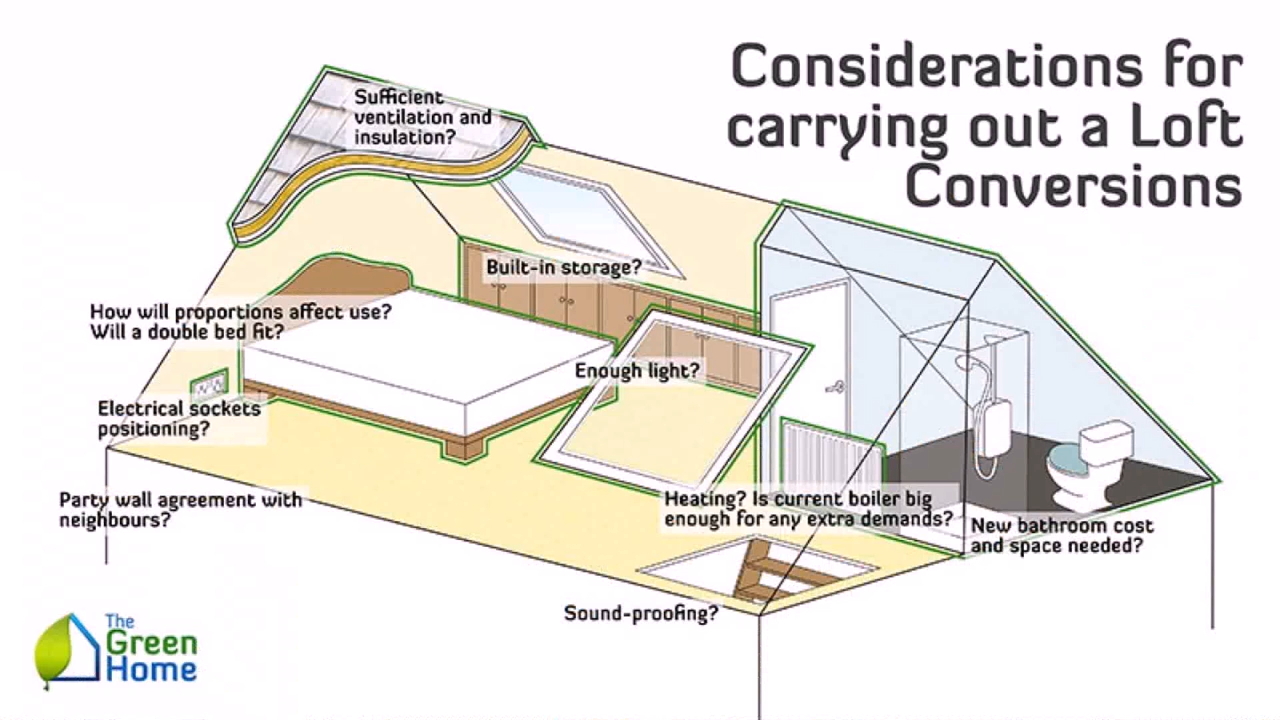 Considerations for
carrying out a Loft
Conversions
Sufficient
ventilation and
insulation?
Built-in storage?
How will proportions affect use?
Will a double bed fit?
Enough light?
Electrical sockets
positioning?
Party wall agreement with
neighbours?
Heating? Is current boiler big
enough for any extra demands?
New bathroom cost
and space needed?
Sound-proofing?
The
Green
Home